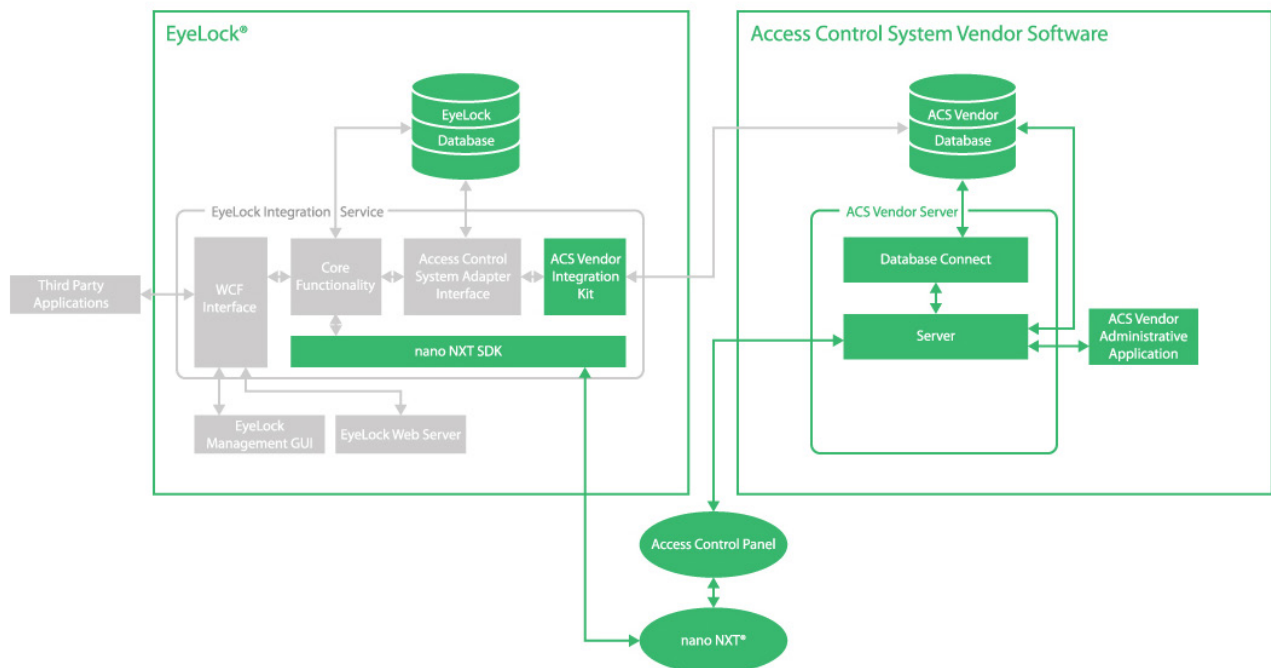 EyeLock®
Access Control System Vendor Software
EyeLock
Database
ACS Vendor
Database
EyeLock Integration Service
ACS Vendor Server
Third Party
Applications
WCF
Interface
Core
Functionality
Access Control
System Adapter
Interface
ACS Vendor
Integration
Kit
Database Connect
nano NXT SDK
Server
ACS Vendor
Administrative
Application
EyeLock
Management GUI
EyeLock Web Server
Access Control Panel
nano NXT®